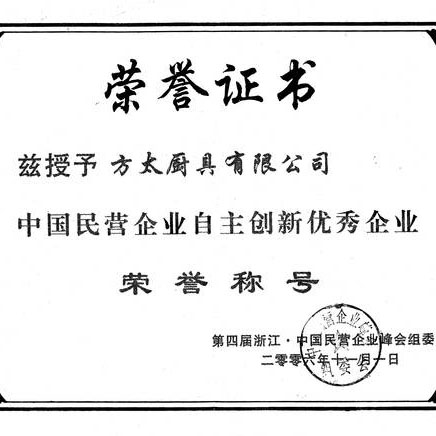 荣誉证书
兹授予 方太厨具有限公司
中国民营企业自主创新优秀企业
荣誉称号
第四届浙江·中国民营企业峰会组委
二零零六年十一月一日